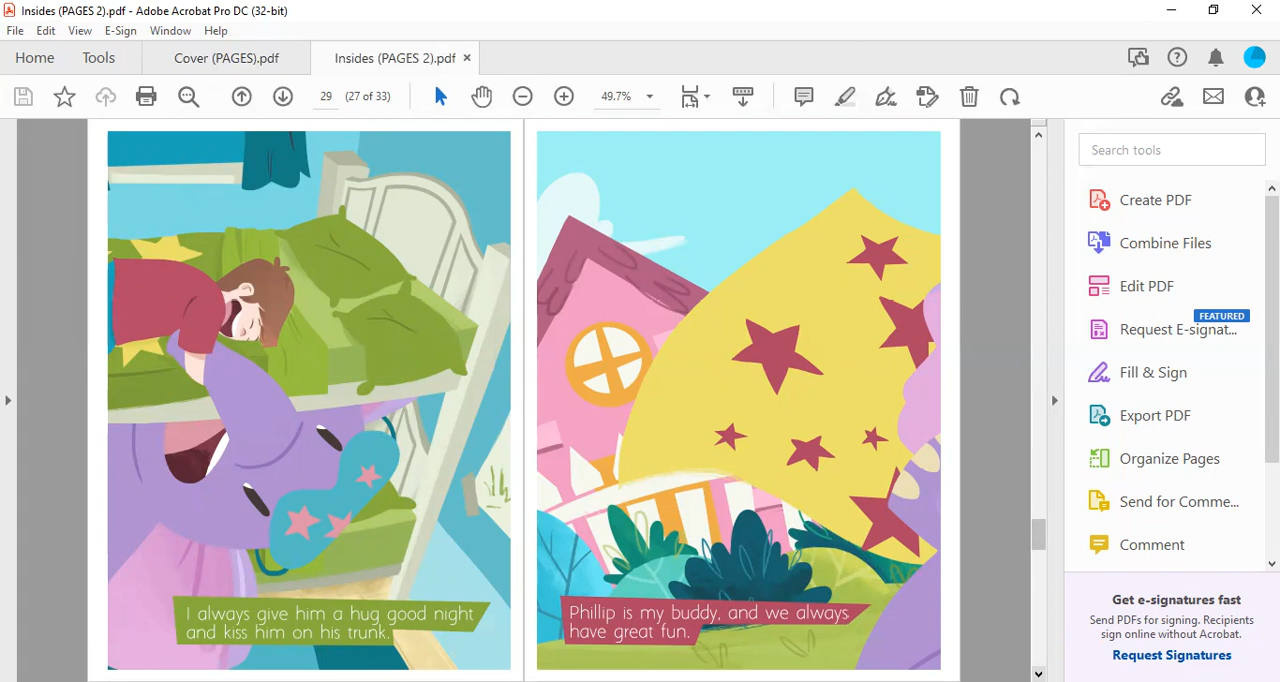 Insides (PAGES 2).pdf - Adobe Acrobat Pro DC (32-bit)
File Edit View E-Sign Window Help
Home Tools Cover (PAGES).pdf Insides (PAGES 2).pdf ×
29 (27 of 33) 49.7%
Search tools
Create PDF
Combine Files
Edit PDF
FEATURED
Request E-signat...
Fill & Sign
Export PDF
Organize Pages
Send for Comme...
Comment
Get e-signatures fast
Send PDFs for signing. Recipients
sign online without Acrobat.
Request Signatures
I always give him a hug good night
and kiss him on his trunk.
Phillip is my buddy, and we always
have great fun.